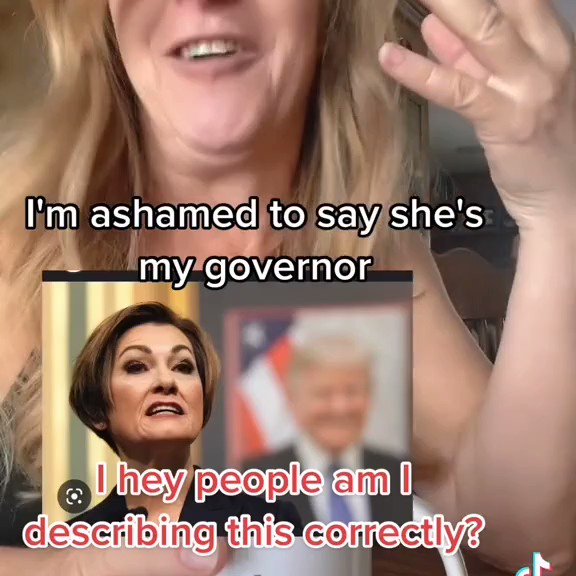 I'm ashamed to say she's
my governor
I hey people am I
describing this correctly?